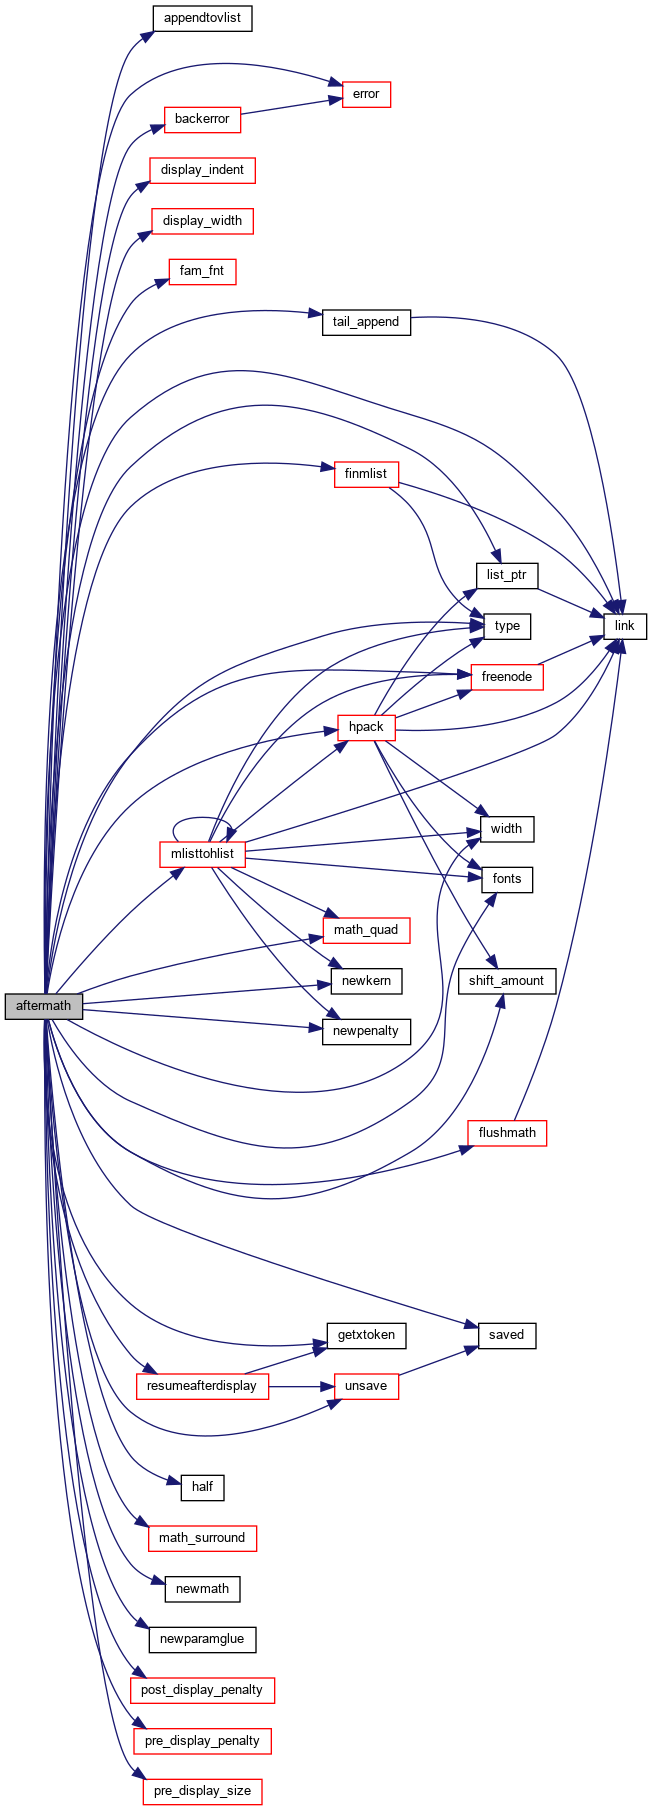 appendtovlist
error
backerror
display_indent
display_width
fam_fnt
tail_append
finmlist
list_ptr
type
link
freenode
hpack
width
mlisttohlist
fonts
math_quad
newkern
shift_amount
aftermath
newpenalty
flushmath
getxtoken
saved
resumeafterdisplay
unsave
half
math_surround
newmath
newparamglue
post_display_penalty
pre_display_penalty
pre_display_size